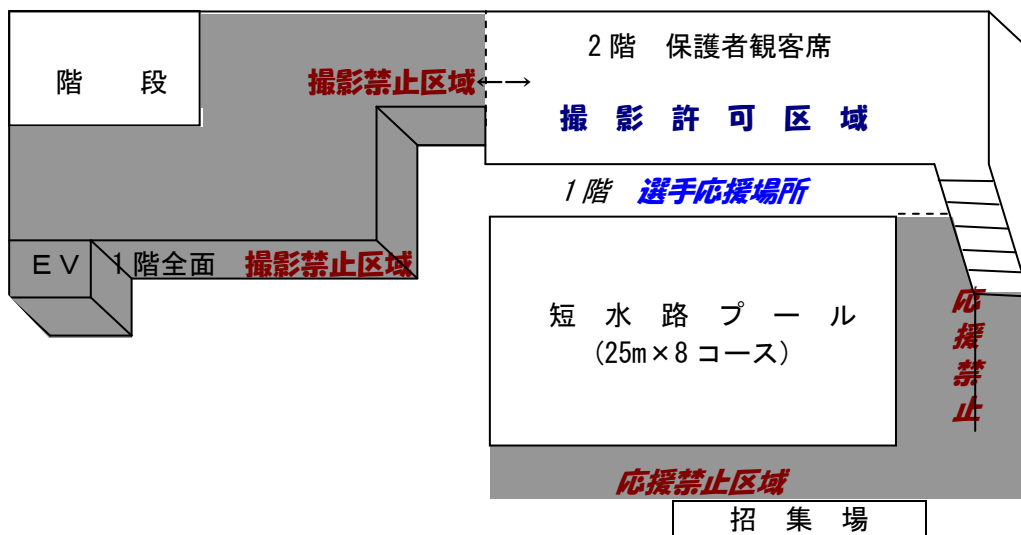 2階 保護者観客席
階 段
撮影禁止区域←→
撮 影 許 可 区 域
1階 選手応援場所
EV 1階全面 撮影禁止区域
短 水 路 プ ー ル
(25m×8コース)
応援禁止
応援禁止区域
招 集 場